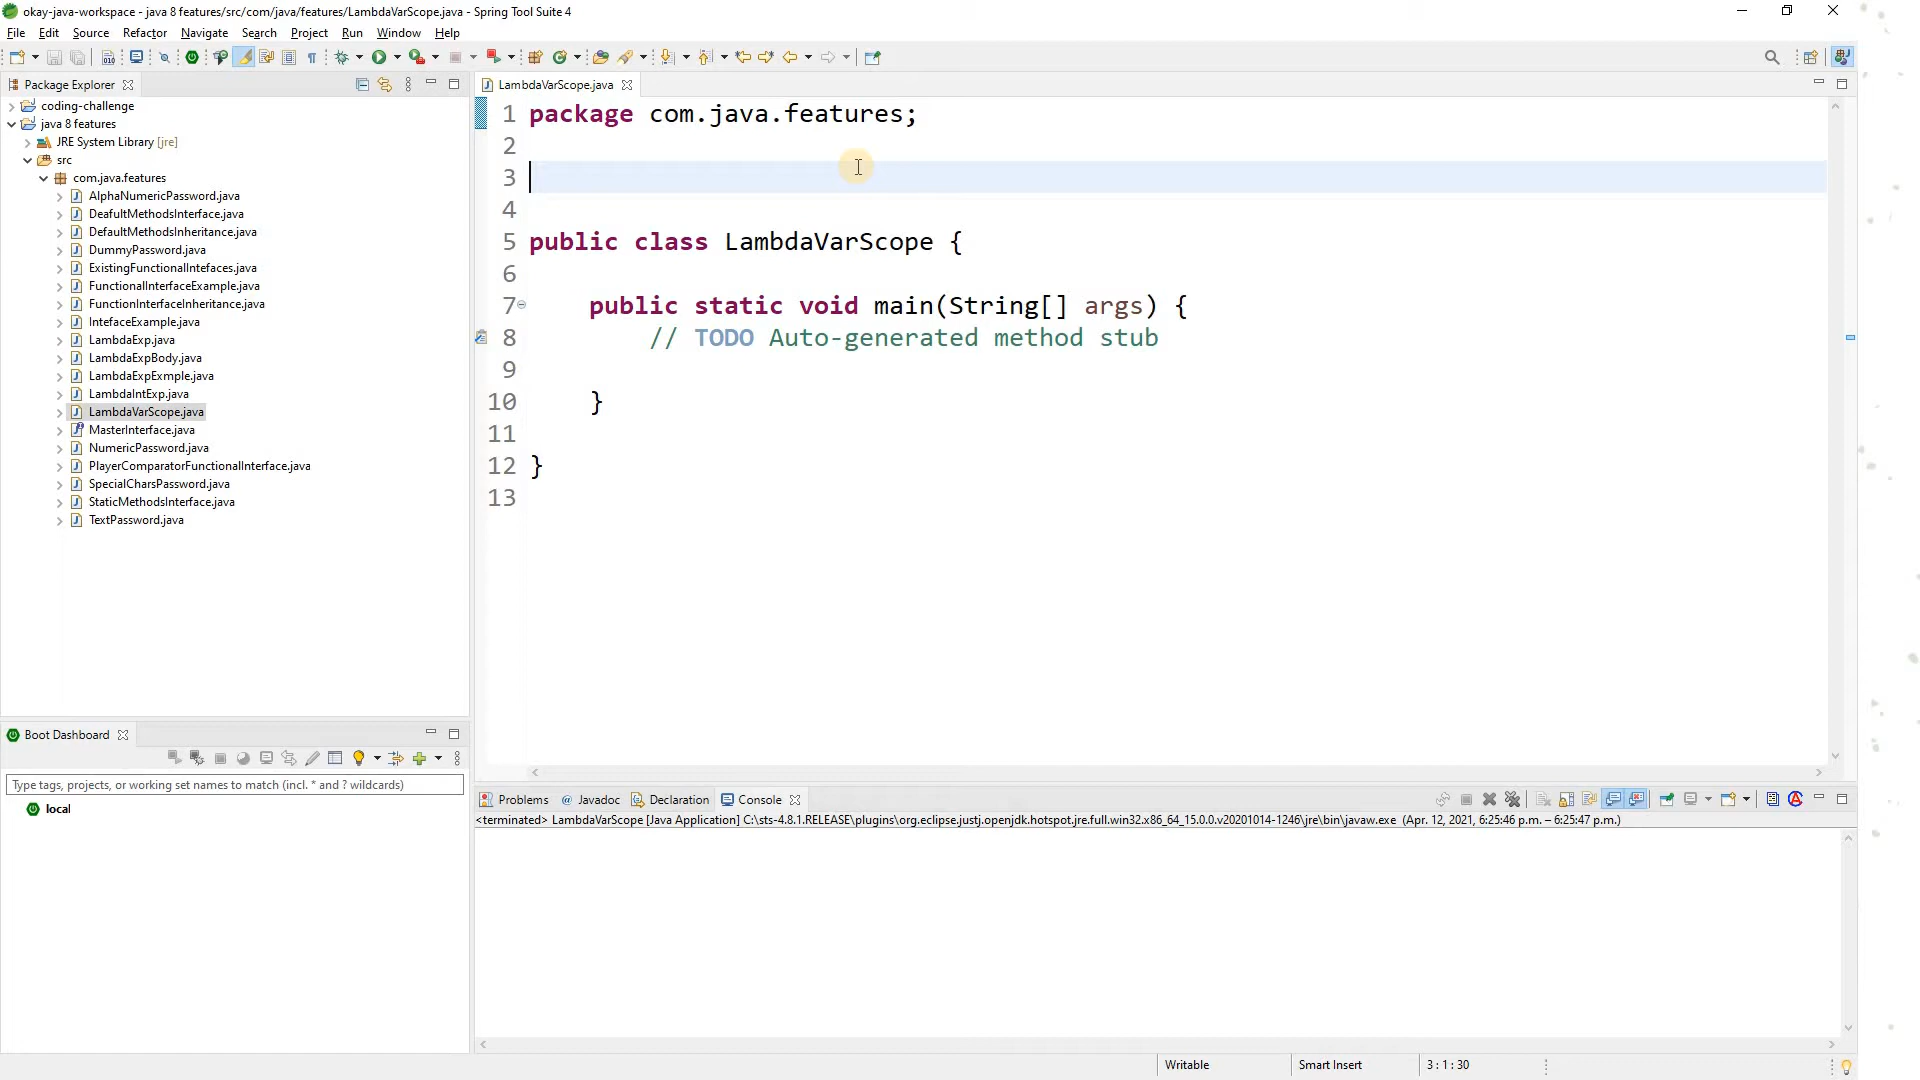 okay-java-workspace - java 8 features/src/com/java/features/LambdaVarScope.java - Spring Tool Suite 4
File Edit Source Refactor Navigate Search Project Run Window Help
Package Explorer
coding-challenge
java 8 features
JRE System Library [jre]
src
com.java.features
AlphaNumericPassword.java
DeafultMethodsInterface.java
DefaultMethodsInheritance.java
DummyPassword.java
ExistingFunctionalIntefaces.java
FunctionalInterfaceExample.java
FunctionInterfaceInheritance.java
IntefaceExample.java
LambdaExp.java
LambdaExpBody.java
LambdaExpExmple.java
LambdaIntExp.java
LambdaVarScope.java
MasterInterface.java
NumericPassword.java
PlayerComparatorFunctionalInterface.java
SpecialCharsPassword.java
StaticMethodsInterface.java
TextPassword.java
LambdaVarScope.java
1 package com.java.features;
2
3
4
5 public class LambdaVarScope {
6
7 public static void main(String[] args) {
8 // TODO Auto-generated method stub
9
10 }
11
12 }
13
Boot Dashboard
Type tags, projects, or working set names to match (incl. * and ? wildcards)
local
Problems @ Javadoc Declaration Console
<terminated> LambdaVarScope [Java Application] C:\sts-4.8.1.RELEASE\plugins\org.eclipse.justj.openjdk.hotspot.jre.full.win32.x86_64_15.0.0.v20201014-1246\jre\bin\javaw.exe (Apr. 12, 2021, 6:25:46 p.m. – 6:25:47 p.m.)
Writable Smart Insert 3 : 1 : 30